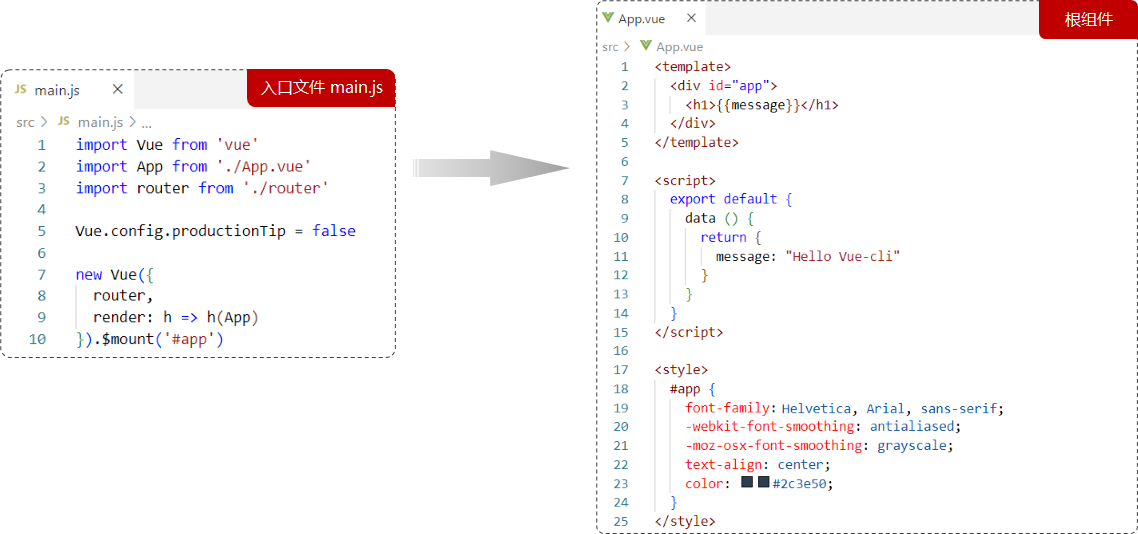 JS main.js ×
入口文件 main.js
src > JS main.js > ...
1 import Vue from 'vue'
2 import App from './App.vue'
3 import router from './router'
4
5 Vue.config.productionTip = false
6
7 new Vue({
8 router,
9 render: h => h(App)
10 }).$mount('#app')
App.vue ×
根组件
src > App.vue
1 <template>
2 <div id="app">
3 <h1>{{message}}</h1>
4 </div>
5 </template>
6
7 <script>
8 export default {
9 data () {
10 return {
11 message: "Hello Vue-cli"
12 }
13 }
14 }
15 </script>
16
17 <style>
18 #app {
19 font-family: Helvetica, Arial, sans-serif;
20 -webkit-font-smoothing: antialiased;
21 -moz-osx-font-smoothing: grayscale;
22 text-align: center;
23 color: #2c3e50;
24 }
25 </style>